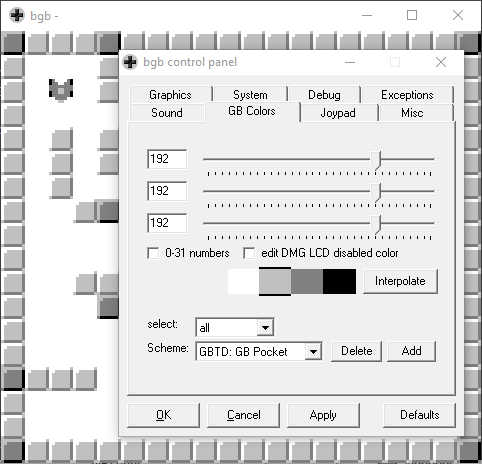 bgb -
bgb control panel
Graphics System Debug Exceptions
Sound GB Colors Joypad Misc
192
192
192
0-31 numbers edit DMG LCD disabled color
Interpolate
select: all
Scheme: GBTD: GB Pocket Delete Add
OK Cancel Apply Defaults